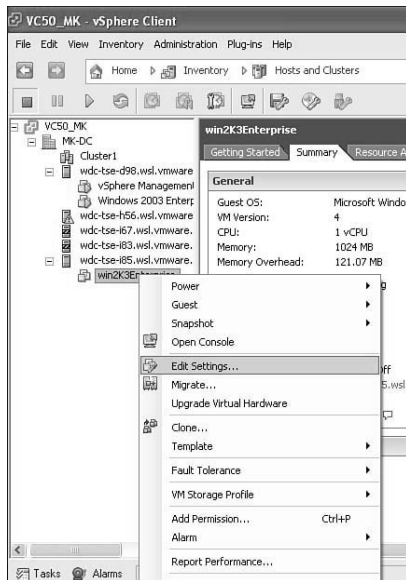 VC50_MK - vSphere Client
File Edit View Inventory Administration Plug-ins Help
Home Inventory Hosts and Clusters
VC50_MK
MK-DC
Cluster1
wdc-tse-d98.wsl.vmware
vSphere Management
Windows 2003 Enterp
wdc-tse-h56.wsl.vmware.
wdc-tse-i67.wsl.vmware.
wdc-tse-i83.wsl.vmware.
wdc-tse-i85.wsl.vmware.
win2K3Enterprise
win2K3Enterprise
Getting Started Summary Resource A
General
Guest OS: Microsoft Windo
VM Version: 4
CPU: 1 vCPU
Memory: 1024 MB
Memory Overhead: 121.07 MB
Power
Guest
Snapshot
Open Console
Edit Settings...
Migrate...
Upgrade Virtual Hardware
Clone...
Template
Fault Tolerance
VM Storage Profile
Add Permission... Ctrl+P
Alarm
Report Performance...
g
off
5.wsl
Tasks Alarms